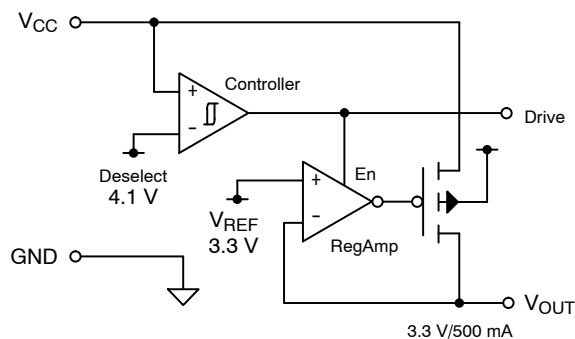 VCC
Controller
+
−
Drive
Deselect
4.1 V
En
+
−
VREF
3.3 V
RegAmp
GND
VOUT
3.3 V/500 mA